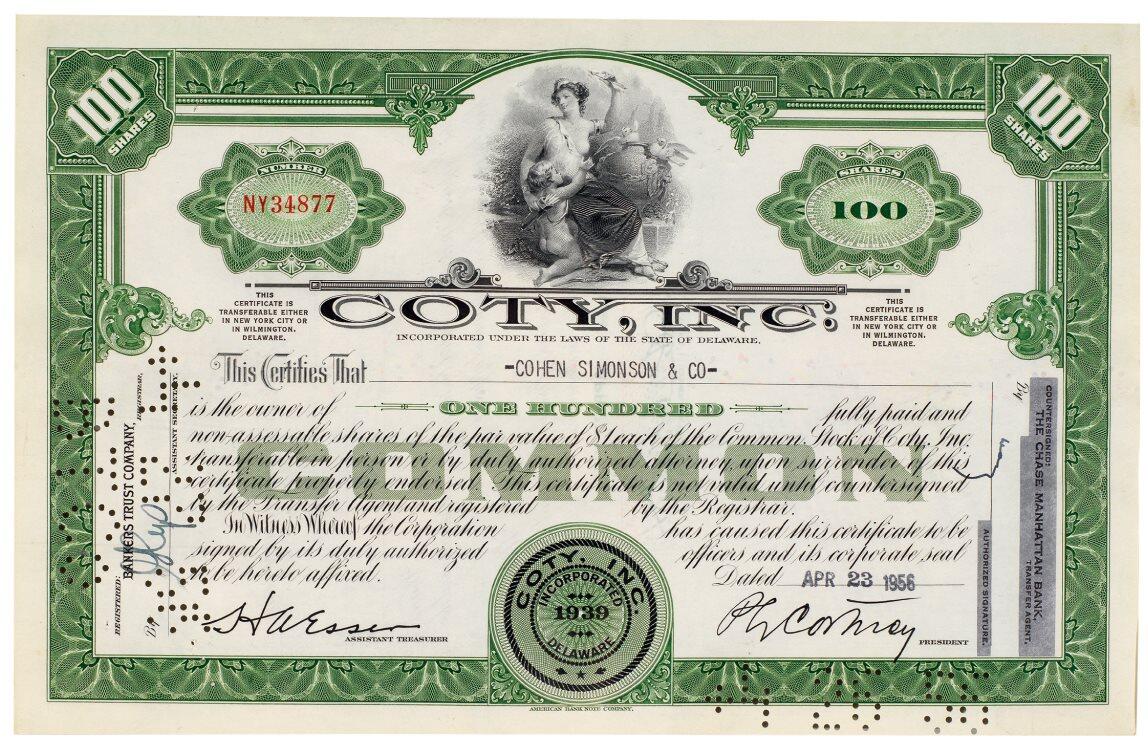 100 SHARES
100 SHARES
NUMBER
NY34877
SHARES
100
THIS
CERTIFICATE IS
TRANSFERABLE EITHER
IN NEW YORK CITY OR
IN WILMINGTON,
DELAWARE.
COTY, INC.
THIS
CERTIFICATE IS
TRANSFERABLE EITHER
IN NEW YORK CITY OR
IN WILMINGTON,
DELAWARE.
INCORPORATED UNDER THE LAWS OF THE STATE OF DELAWARE.
This Certifies That -COHEN SIMONSON & CO-
is the owner of ONE HUNDRED fully paid and
non-assessable shares of the par value of $1 each of the Common Stock of Coty, Inc.
transferable in person or by duly authorized attorney, upon surrender of this
certificate properly endorsed. This certificate is not valid until countersigned
by the Transfer Agent and registered by the Registrar.
COMMON
In Witness Whereof the Corporation has caused this certificate to be
signed by its duly authorized officers and its corporate seal
to be hereto affixed.
Dated APR 23 1956
ASSISTANT TREASURER
PRESIDENT
COTY, INC.
INCORPORATED
1939
DELAWARE
REGISTERED:
BANKERS TRUST COMPANY,
REGISTRAR,
By
ASSISTANT SECRETARY.
COUNTERSIGNED:
THE CHASE MANHATTAN BANK,
TRANSFER AGENT,
By
AUTHORIZED SIGNATURE.
AMERICAN BANK NOTE COMPANY.